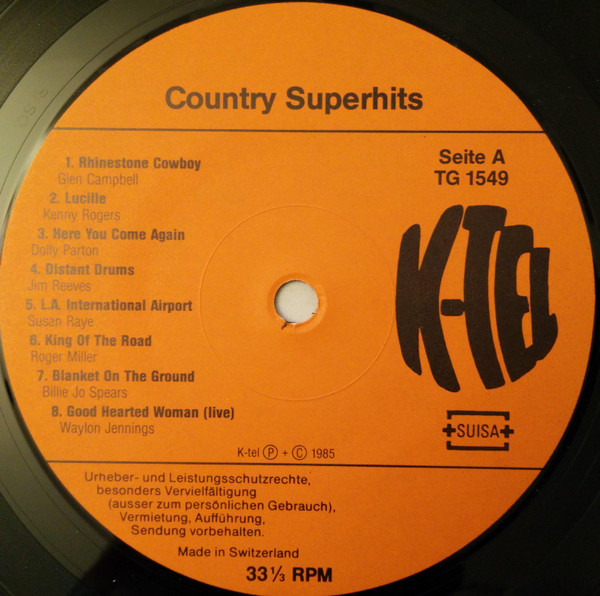 Country Superhits
Seite A
TG 1549
1. Rhinestone Cowboy
Glen Campbell
2. Lucille
Kenny Rogers
3. Here You Come Again
Dolly Parton
4. Distant Drums
Jim Reeves
5. L.A. International Airport
Susan Raye
6. King Of The Road
Roger Miller
7. Blanket On The Ground
Billie Jo Spears
8. Good Hearted Woman (live)
Waylon Jennings
K-TEL
SUISA
K-tel Ⓟ + Ⓒ 1985
Urheber- und Leistungsschutzrechte,
besonders Vervielfältigung
(ausser zum persönlichen Gebrauch),
Vermietung, Aufführung,
Sendung vorbehalten.
Made in Switzerland
33⅓ RPM